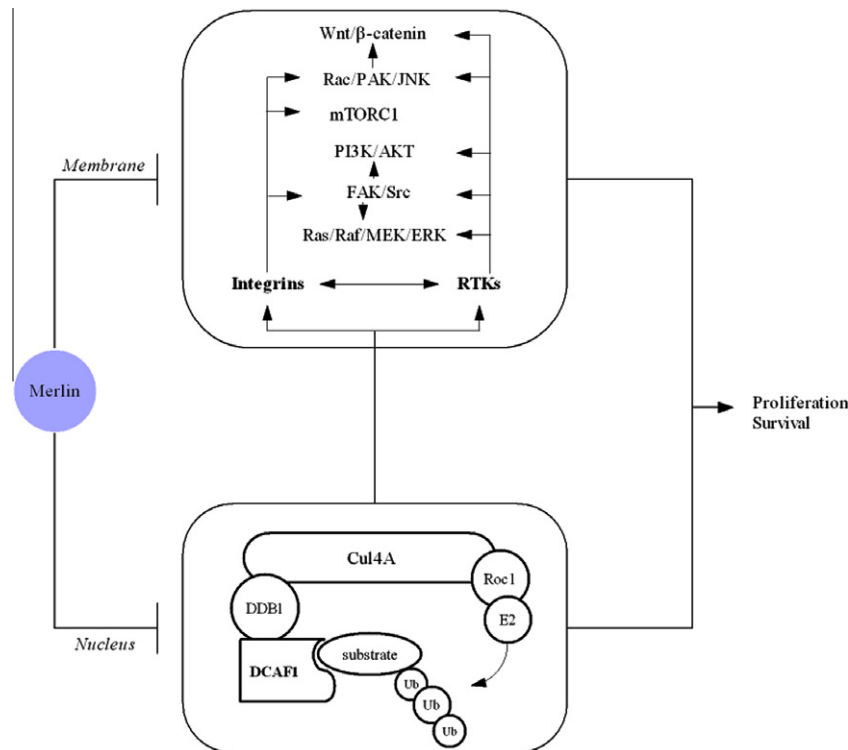 Wnt/β-catenin
Rac/PAK/JNK
mTORC1
PI3K/AKT
Membrane
FAK/Src
Ras/Raf/MEK/ERK
Integrins
RTKs
Merlin
Proliferation
Survival
Cul4A
Roc1
DDB1
E2
Nucleus
substrate
DCAF1
Ub
Ub
Ub